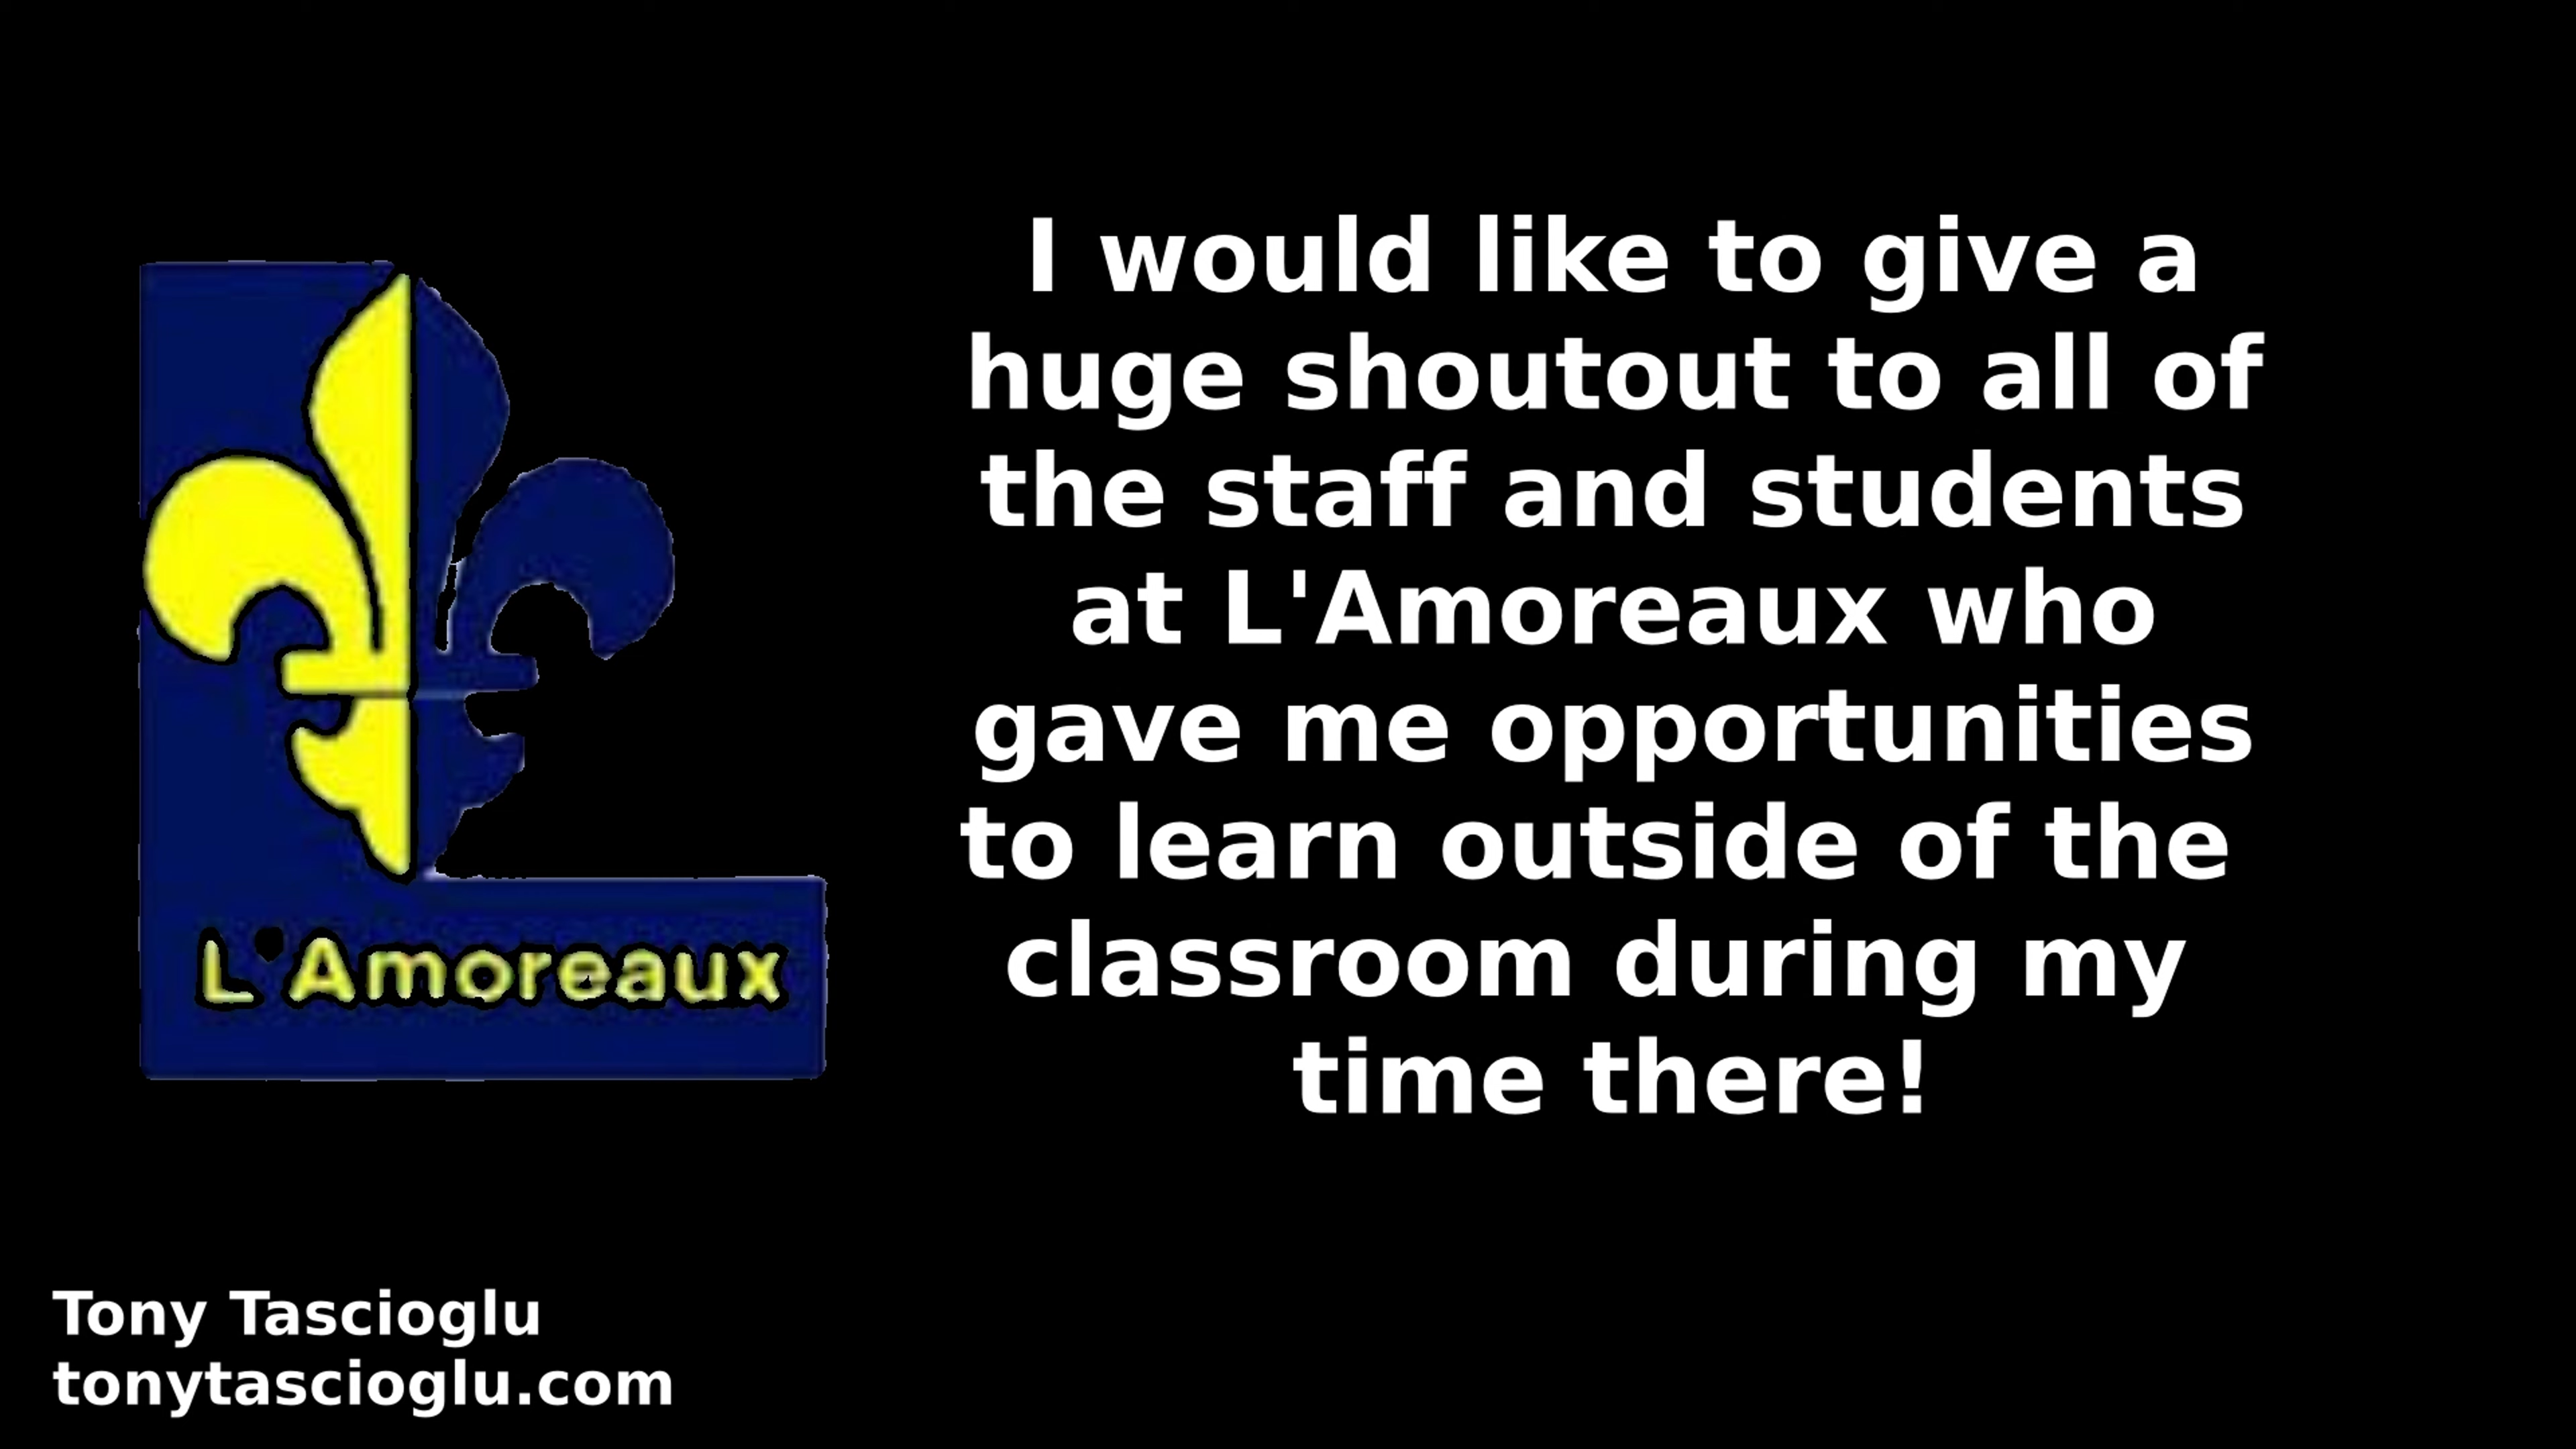 I would like to give a
huge shoutout to all of
the staff and students
at L'Amoreaux who
gave me opportunities
to learn outside of the
classroom during my
time there!
L'Amoreaux
Tony Tascioglu
tonytascioglu.com